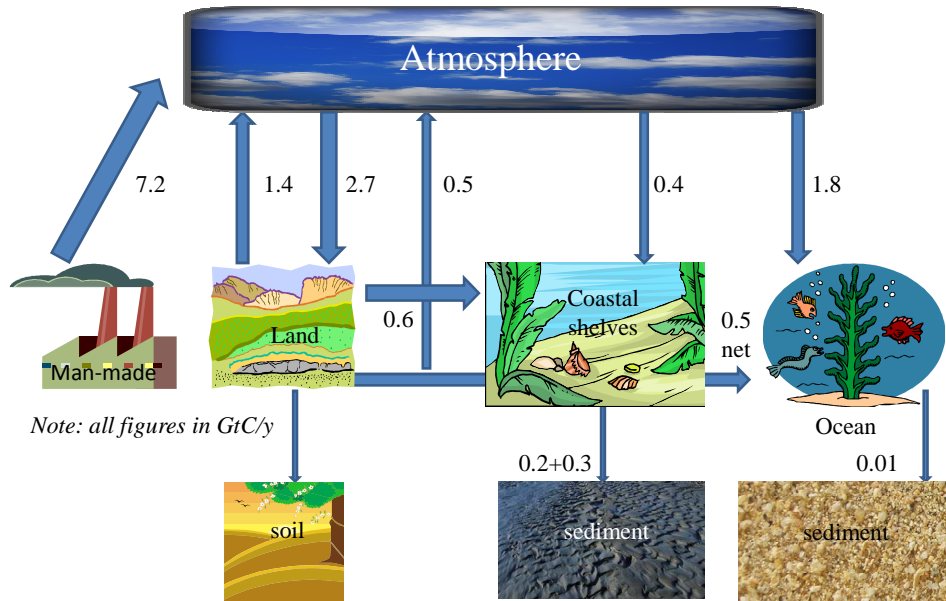 Atmosphere
7.2
1.4
2.7
0.5
0.4
1.8
Man-made
Land
0.6
Coastal
shelves
0.5
net
Note: all figures in GtC/y
Ocean
0.2+0.3
0.01
soil
sediment
sediment